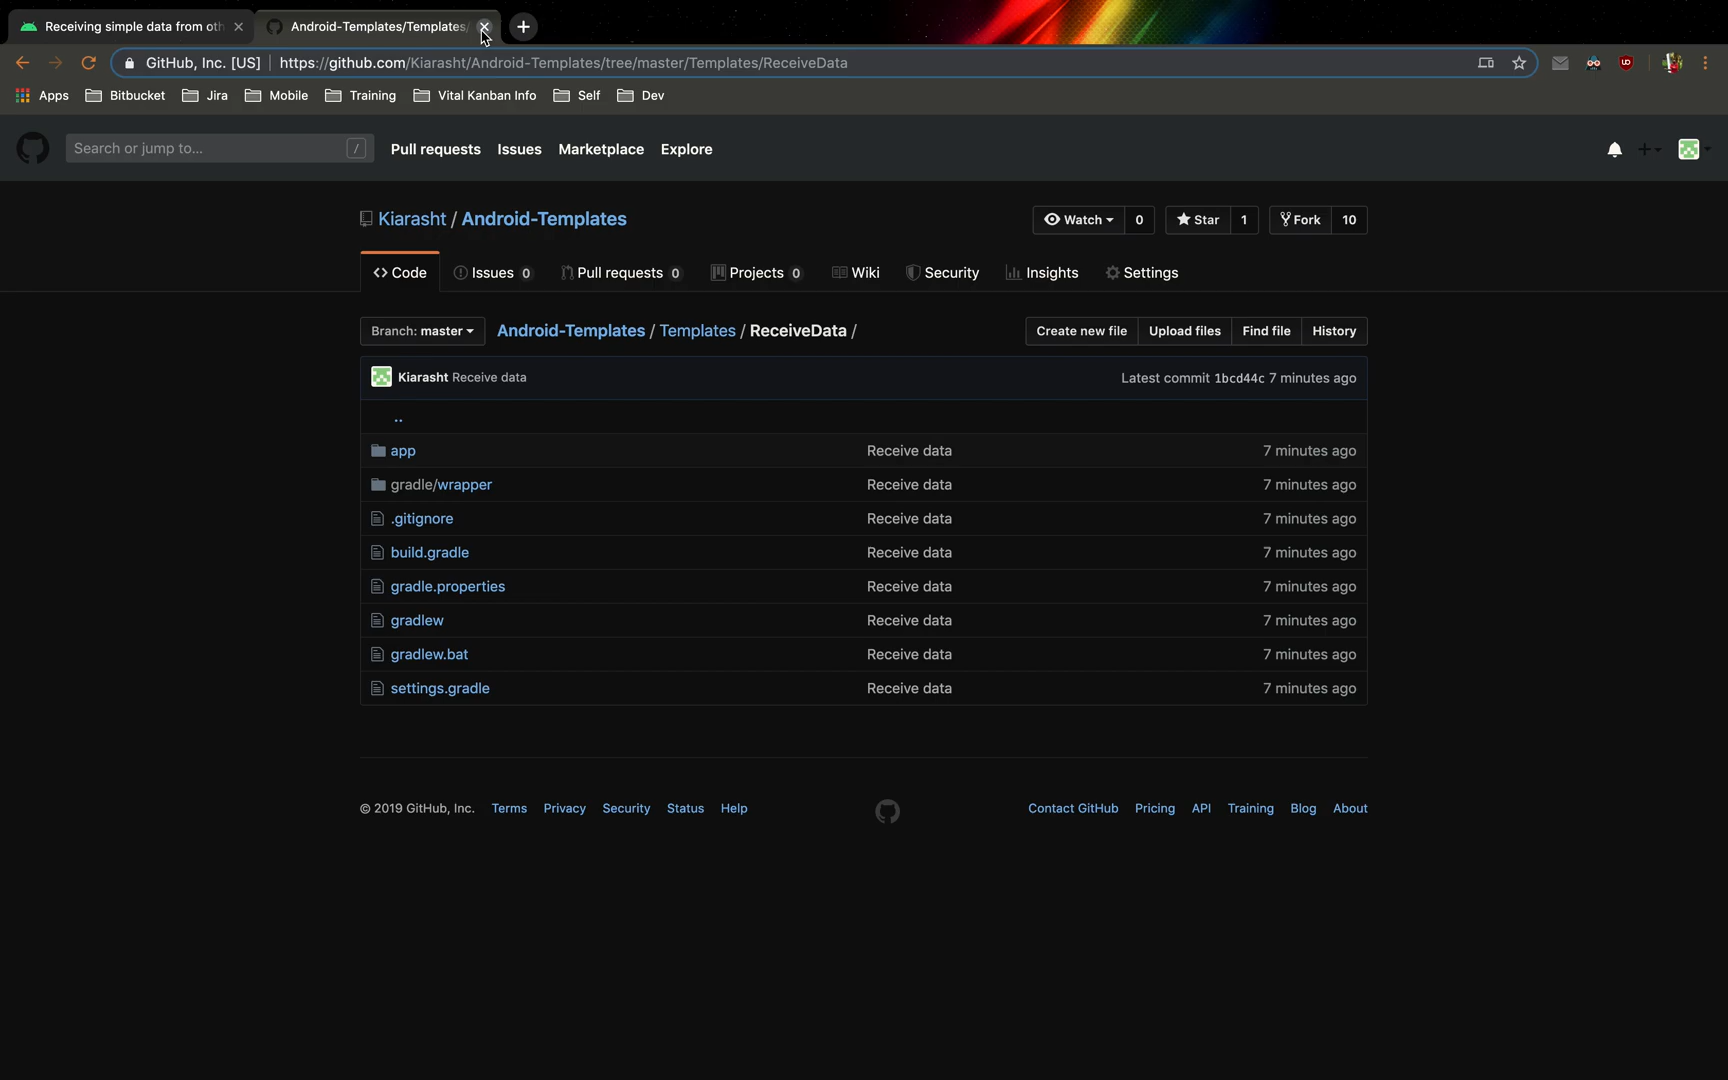 Receiving simple data from oth
Android-Templates/Templates/
GitHub, Inc. [US] | https://github.com/Kiarasht/Android-Templates/tree/master/Templates/ReceiveData
Apps Bitbucket Jira Mobile Training Vital Kanban Info Self Dev
Search or jump to... / Pull requests Issues Marketplace Explore
Kiarasht / Android-Templates Watch 0 Star 1 Fork 10
<> Code Issues 0 Pull requests 0 Projects 0 Wiki Security Insights Settings
Branch: master Android-Templates / Templates / ReceiveData / Create new file Upload files Find file History
Kiarasht Receive data Latest commit 1bcd44c 7 minutes ago
..
app Receive data 7 minutes ago
gradle/wrapper Receive data 7 minutes ago
.gitignore Receive data 7 minutes ago
build.gradle Receive data 7 minutes ago
gradle.properties Receive data 7 minutes ago
gradlew Receive data 7 minutes ago
gradlew.bat Receive data 7 minutes ago
settings.gradle Receive data 7 minutes ago
© 2019 GitHub, Inc. Terms Privacy Security Status Help Contact GitHub Pricing API Training Blog About